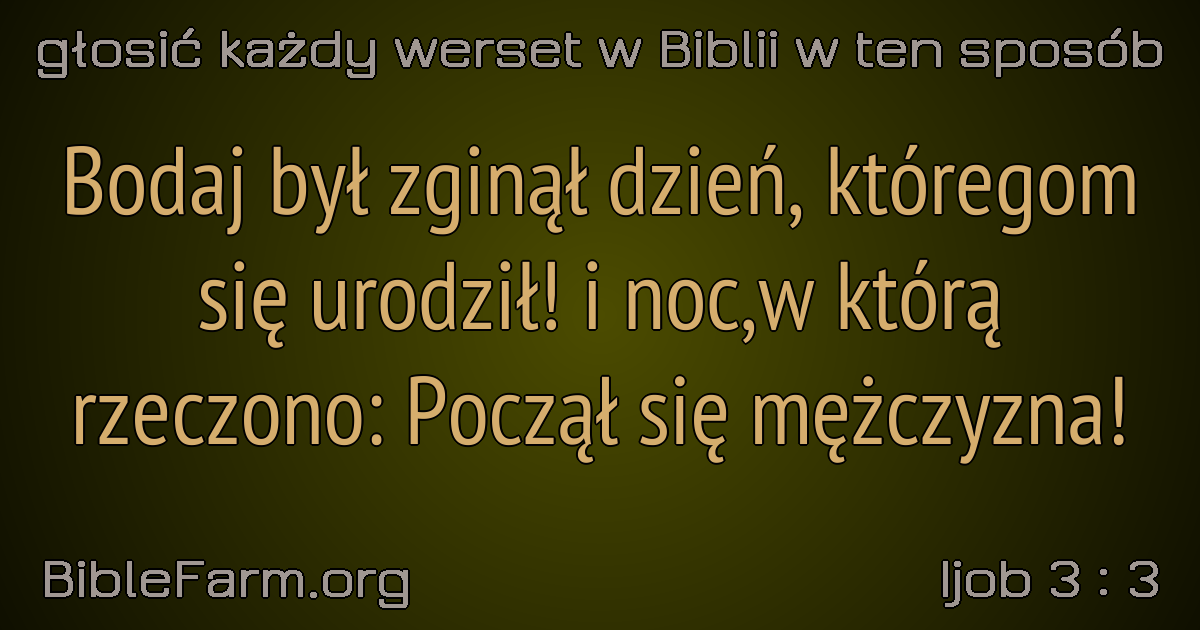 głosić każdy werset w Biblii w ten sposób
Bodaj był zginął dzień, któregom
się urodził! i noc,w którą
rzeczono: Począł się mężczyzna!
BibleFarm.org
Ijob 3 : 3